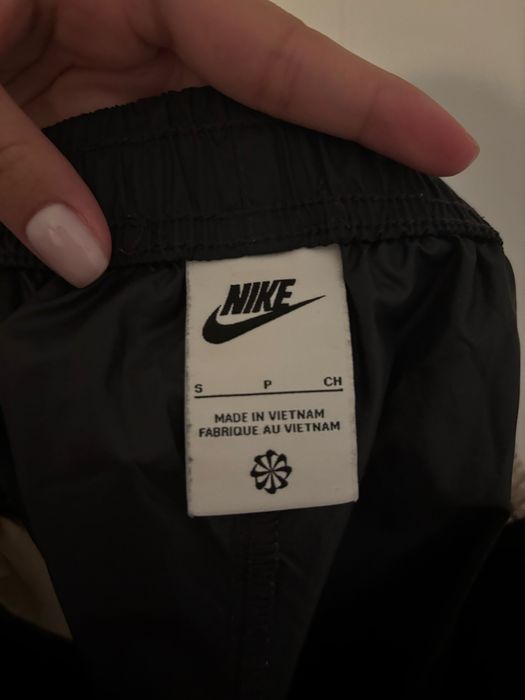 NIKE
S P CH
MADE IN VIETNAM
FABRIQUE AU VIETNAM